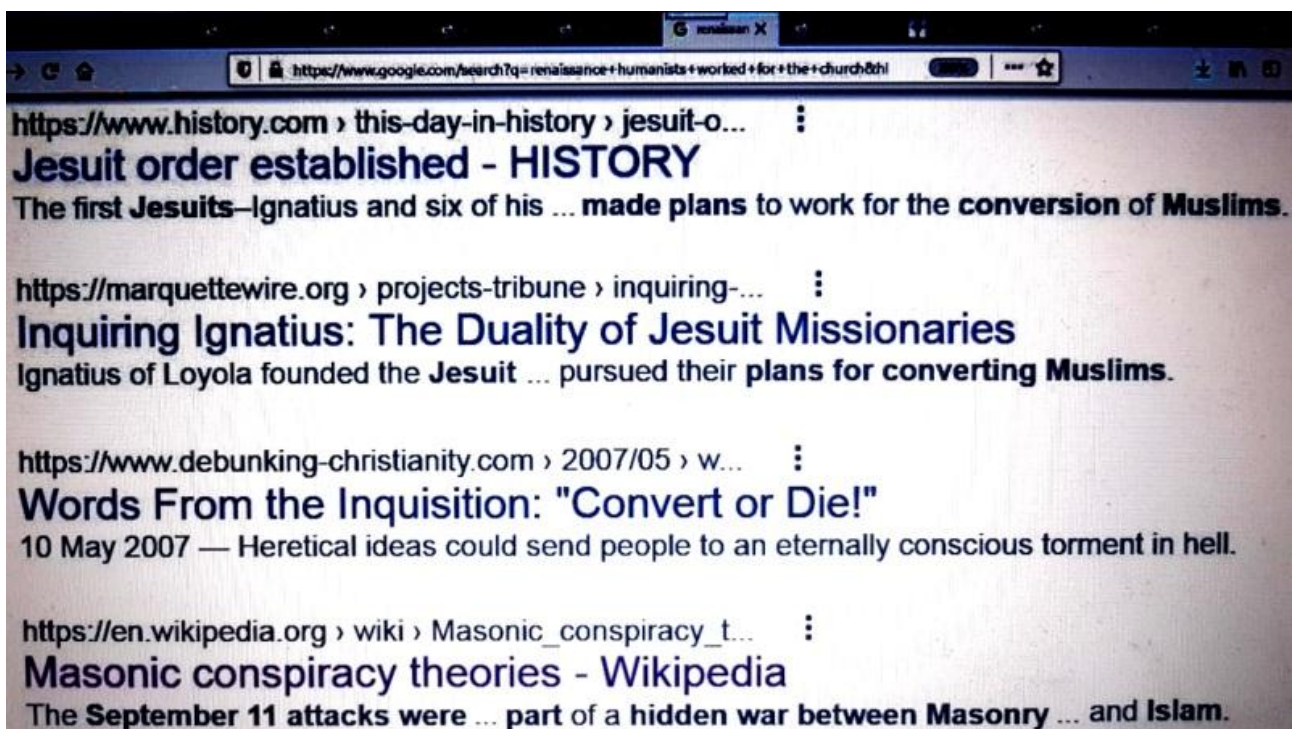 G renaissan X
https://www.google.com/search?q=renaissance+humanists+worked+for+the+church&hl
https://www.history.com › this-day-in-history › jesuit-o...
Jesuit order established - HISTORY
The first Jesuits–Ignatius and six of his ... made plans to work for the conversion of Muslims.
https://marquettewire.org › projects-tribune › inquiring-...
Inquiring Ignatius: The Duality of Jesuit Missionaries
Ignatius of Loyola founded the Jesuit ... pursued their plans for converting Muslims.
https://www.debunking-christianity.com › 2007/05 › w...
Words From the Inquisition: "Convert or Die!"
10 May 2007 — Heretical ideas could send people to an eternally conscious torment in hell.
https://en.wikipedia.org › wiki › Masonic_conspiracy_t...
Masonic conspiracy theories - Wikipedia
The September 11 attacks were ... part of a hidden war between Masonry ... and Islam.